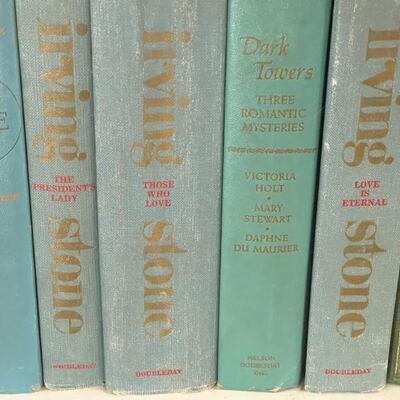 irving
THE
PRESIDENT'S
LADY
stone
DOUBLEDAY
irving
THOSE
WHO
LOVE
stone
DOUBLEDAY
Dark
Towers
THREE
ROMANTIC
MYSTERIES
VICTORIA
HOLT
•
MARY
STEWART
•
DAPHNE
DU MAURIER
NELSON
DOUBLEDAY
INC.
irving
LOVE IS
ETERNAL
stone
DOUBLEDAY